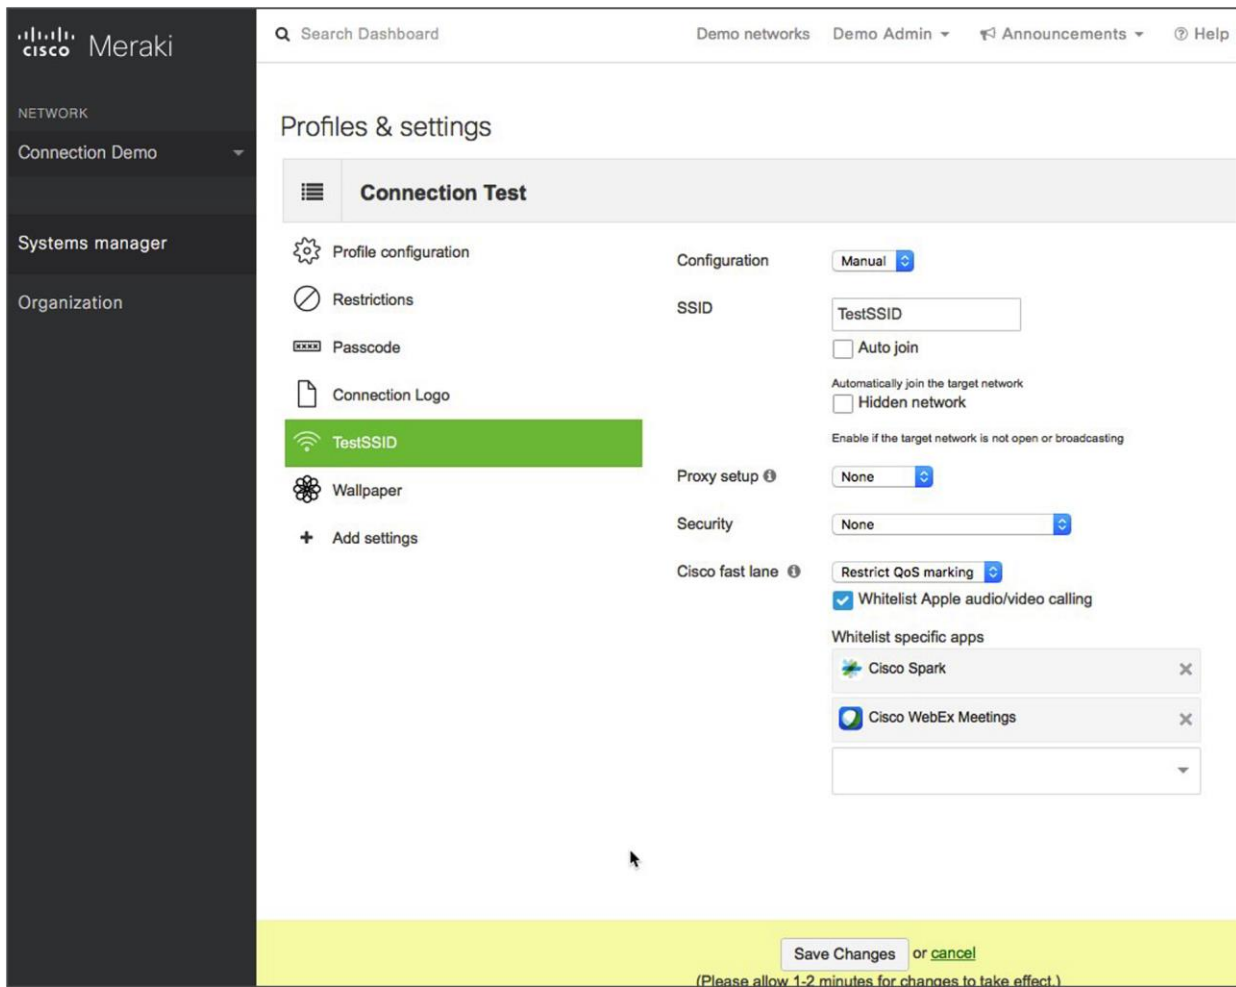 cisco Meraki
Search Dashboard
Demo networks
Demo Admin
Announcements
Help
NETWORK
Connection Demo
Systems manager
Organization
Profiles & settings
Connection Test
Profile configuration
Restrictions
Passcode
Connection Logo
TestSSID
Wallpaper
+ Add settings
Configuration
Manual
SSID
TestSSID
Auto join
Automatically join the target network
Hidden network
Enable if the target network is not open or broadcasting
Proxy setup
None
Security
None
Cisco fast lane
Restrict QoS marking
Whitelist Apple audio/video calling
Whitelist specific apps
Cisco Spark
Cisco WebEx Meetings
Save Changes or cancel
(Please allow 1-2 minutes for changes to take effect.)